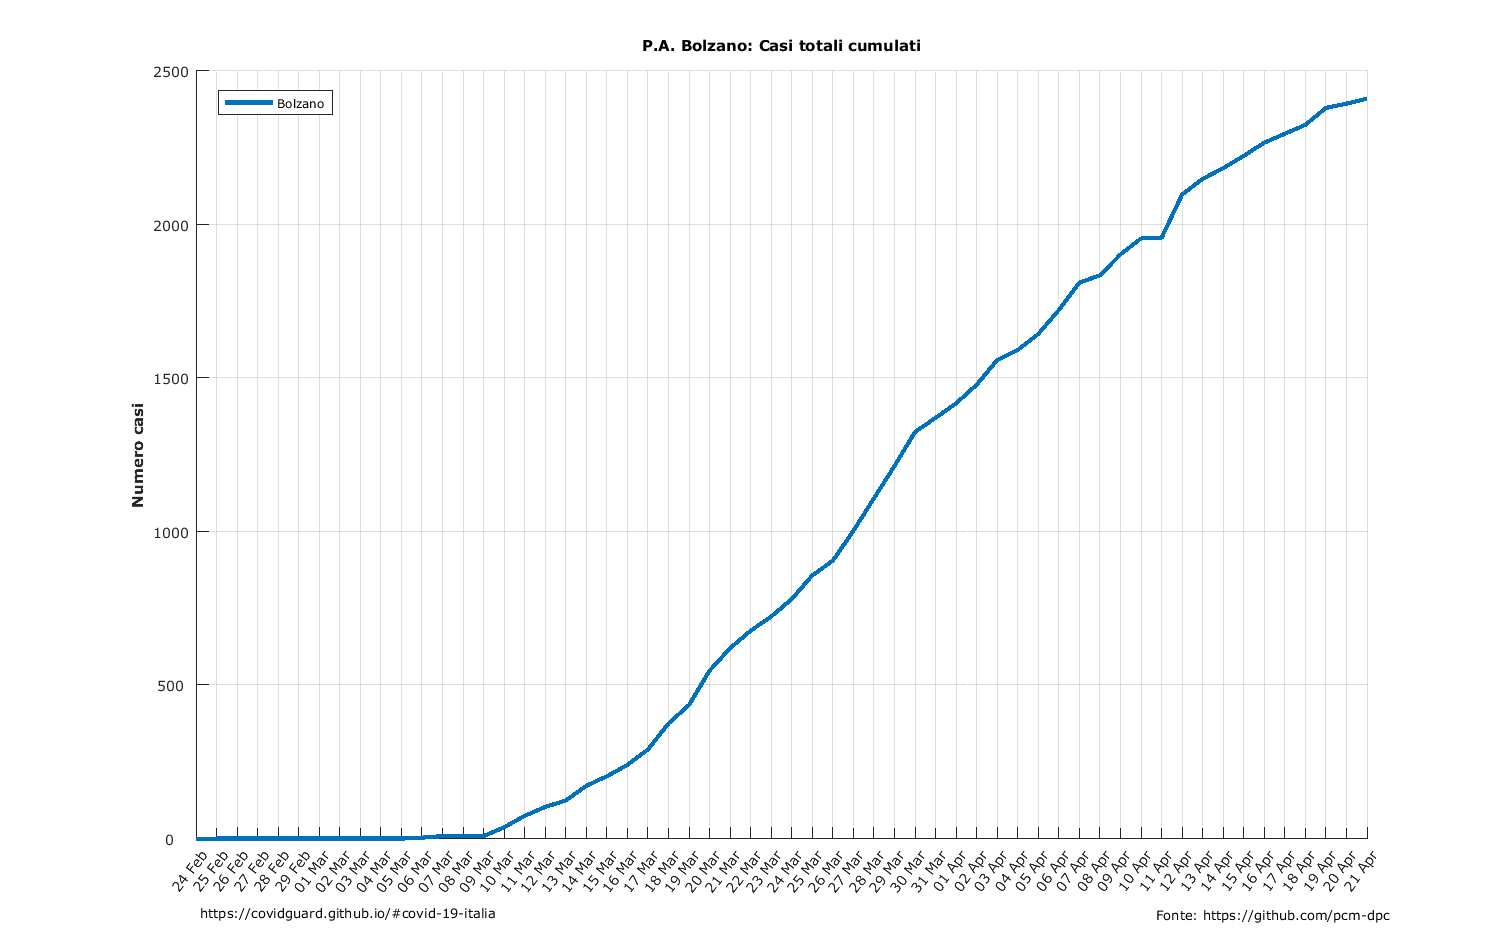 P.A. Bolzano: Casi totali cumulati
2500
Bolzano
2000
1500
Numero casi
1000
500
0
24 Feb
25 Feb
26 Feb
27 Feb
28 Feb
29 Feb
01 Mar
02 Mar
03 Mar
04 Mar
05 Mar
06 Mar
07 Mar
08 Mar
09 Mar
10 Mar
11 Mar
12 Mar
13 Mar
14 Mar
15 Mar
16 Mar
17 Mar
18 Mar
19 Mar
20 Mar
21 Mar
22 Mar
23 Mar
24 Mar
25 Mar
26 Mar
27 Mar
28 Mar
29 Mar
30 Mar
31 Mar
01 Apr
02 Apr
03 Apr
04 Apr
05 Apr
06 Apr
07 Apr
08 Apr
09 Apr
10 Apr
11 Apr
12 Apr
13 Apr
14 Apr
15 Apr
16 Apr
17 Apr
18 Apr
19 Apr
20 Apr
21 Apr
https://covidguard.github.io/#covid-19-italia
Fonte: https://github.com/pcm-dpc